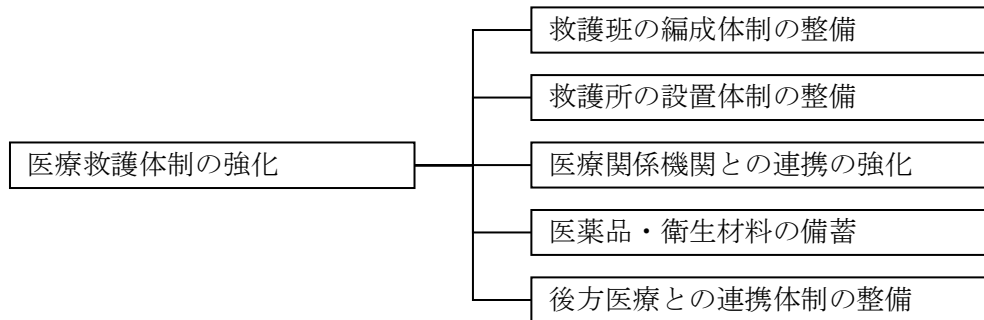 医療救護体制の強化
救護班の編成体制の整備
救護所の設置体制の整備
医療関係機関との連携の強化
医薬品・衛生材料の備蓄
後方医療との連携体制の整備